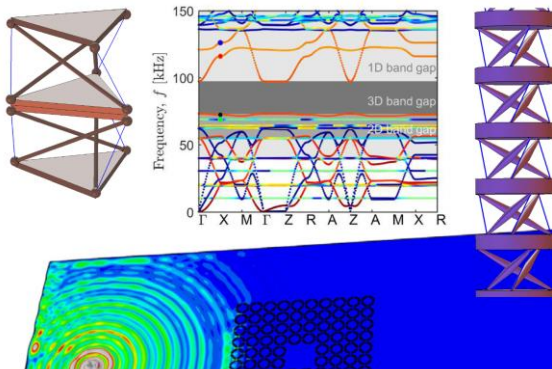 150
100
50
0
Frequency, f [kHz]
1D band gap
3D band gap
2D band gap
Γ X M Γ Z R A Z A M X R